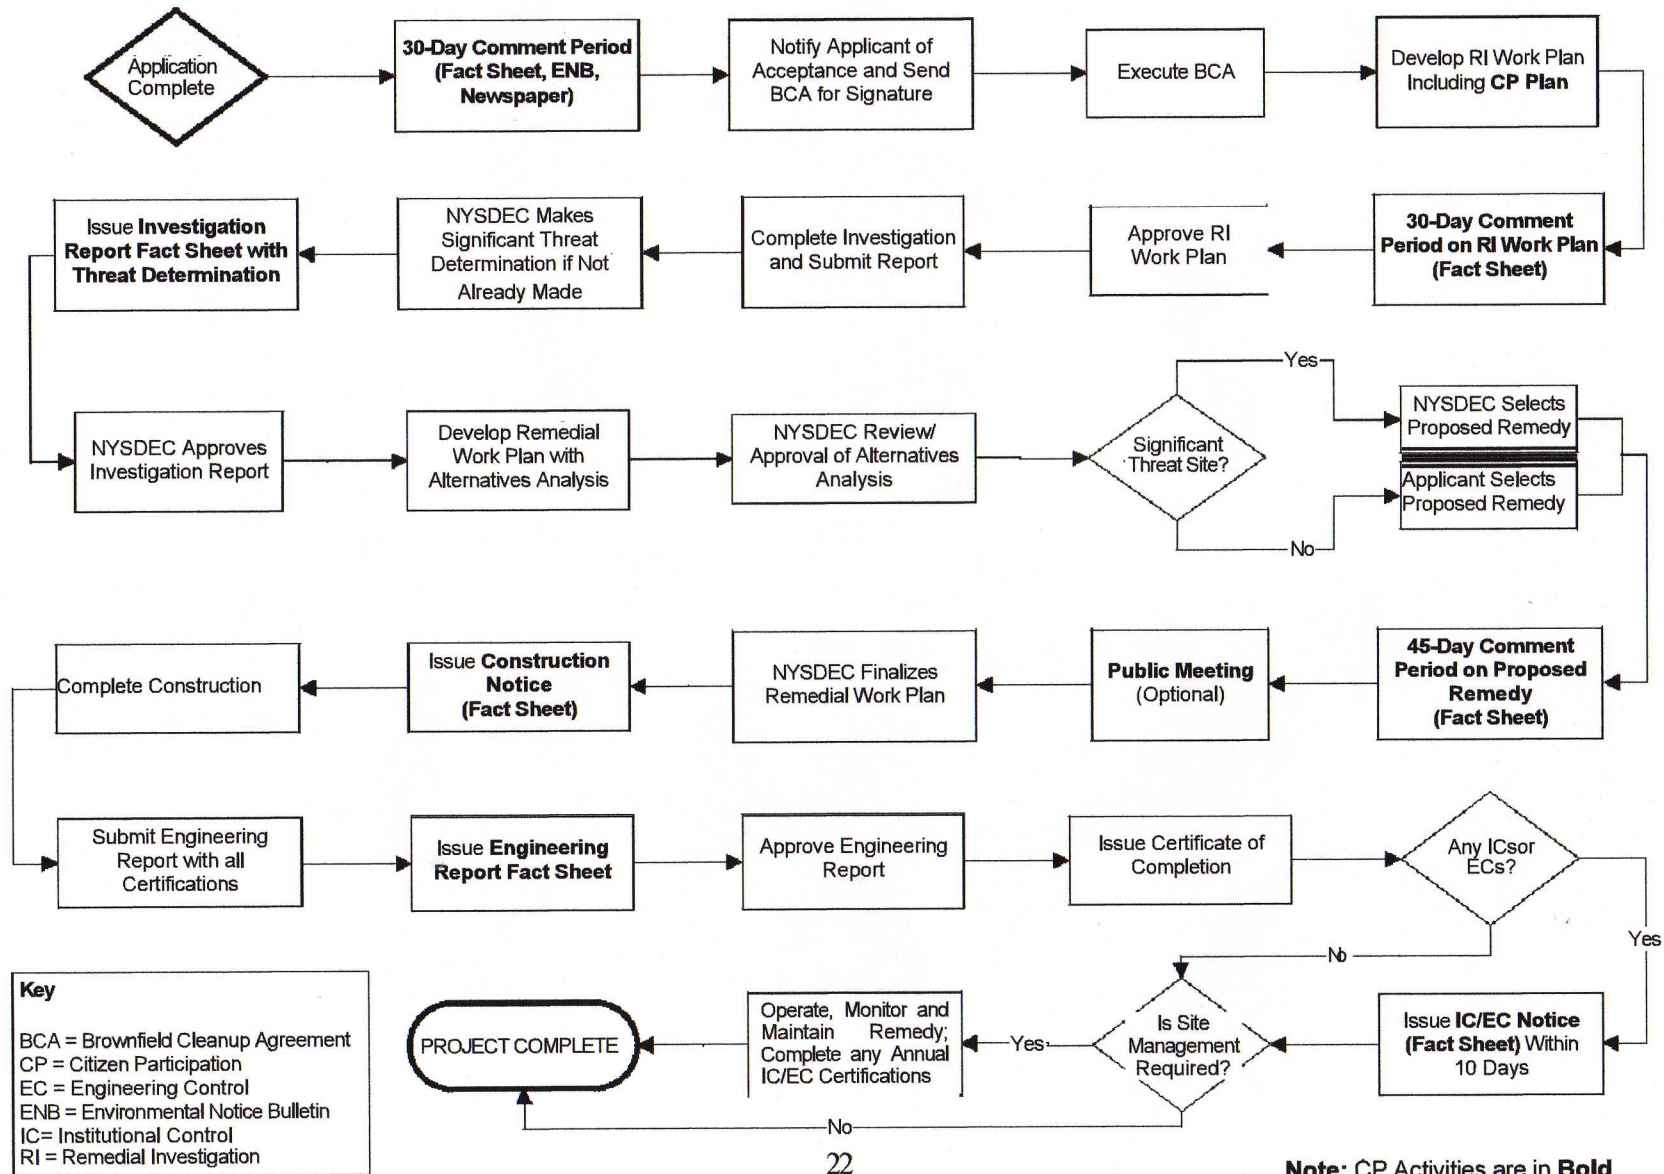 Application
Complete
30-Day Comment Period
(Fact Sheet, ENB,
Newspaper)
Notify Applicant of
Acceptance and Send
BCA for Signature
Execute BCA
Develop RI Work Plan
Including CP Plan
30-Day Comment
Period on RI Work Plan
(Fact Sheet)
Approve RI
Work Plan
Complete Investigation
and Submit Report
NYSDEC Makes
Significant Threat
Determination if Not
Already Made
Issue Investigation
Report Fact Sheet with
Threat Determination
NYSDEC Approves
Investigation Report
Develop Remedial
Work Plan with
Alternatives Analysis
NYSDEC Review/
Approval of Alternatives
Analysis
Significant
Threat Site?
Yes
No
NYSDEC Selects
Proposed Remedy
Applicant Selects
Proposed Remedy
45-Day Comment
Period on Proposed
Remedy
(Fact Sheet)
Public Meeting
(Optional)
NYSDEC Finalizes
Remedial Work Plan
Issue Construction
Notice
(Fact Sheet)
Complete Construction
Submit Engineering
Report with all
Certifications
Issue Engineering
Report Fact Sheet
Approve Engineering
Report
Issue Certificate of
Completion
Any ICsor
ECs?
Yes
No
Issue IC/EC Notice
(Fact Sheet) Within
10 Days
Is Site
Management
Required?
Yes
Operate, Monitor and
Maintain Remedy;
Complete any Annual
IC/EC Certifications
No
PROJECT COMPLETE
Key
BCA = Brownfield Cleanup Agreement
CP = Citizen Participation
EC = Engineering Control
ENB = Environmental Notice Bulletin
IC= Institutional Control
RI = Remedial Investigation
22
Note: CP Activities are in Bold